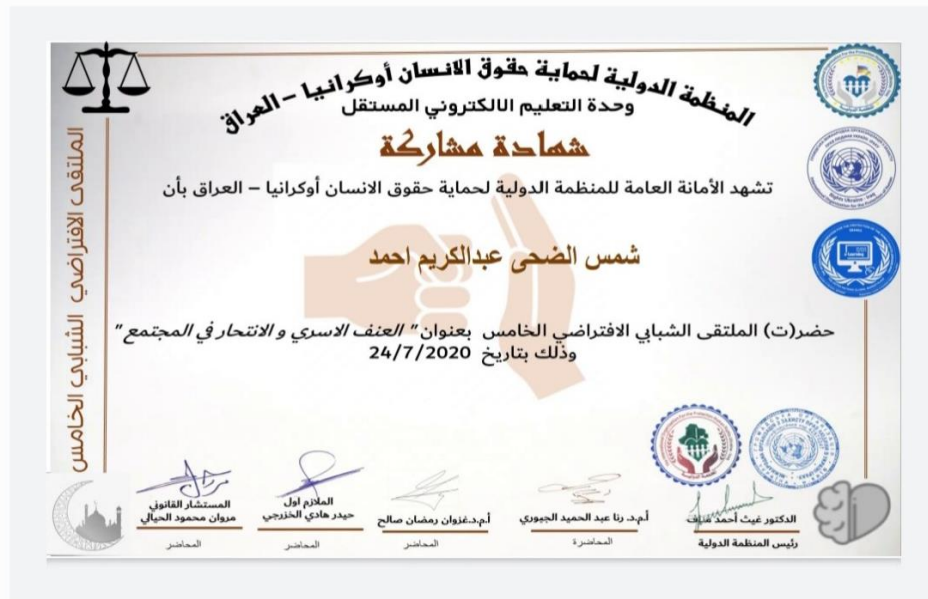 المنظمة الدولية لحماية حقوق الانسان أوكرانيا – العراق
وحدة التعليم الالكتروني المستقل
شهادة مشاركة
تشهد الأمانة العامة للمنظمة الدولية لحماية حقوق الانسان أوكرانيا – العراق بأن
شمس الضحى عبدالكريم احمد
حضر(ت) الملتقى الشبابي الافتراضي الخامس بعنوان " العنف الاسري و الانتحار في المجتمع "
وذلك بتاريخ 24/7/2020
الملتقى الافتراضي الشبابي الخامس
الدكتور غيث أحمد
رئيس المنظمة الدولية
أ.م.د. رنا عبد الحميد الجبوري
المحاضرة
أ.م.د.غزوان رمضان صالح
المحاضر
الملازم اول
حيدر هادي الخزرجي
المحاضر
المستشار القانوني
مروان محمود الحيالي
المحاضر